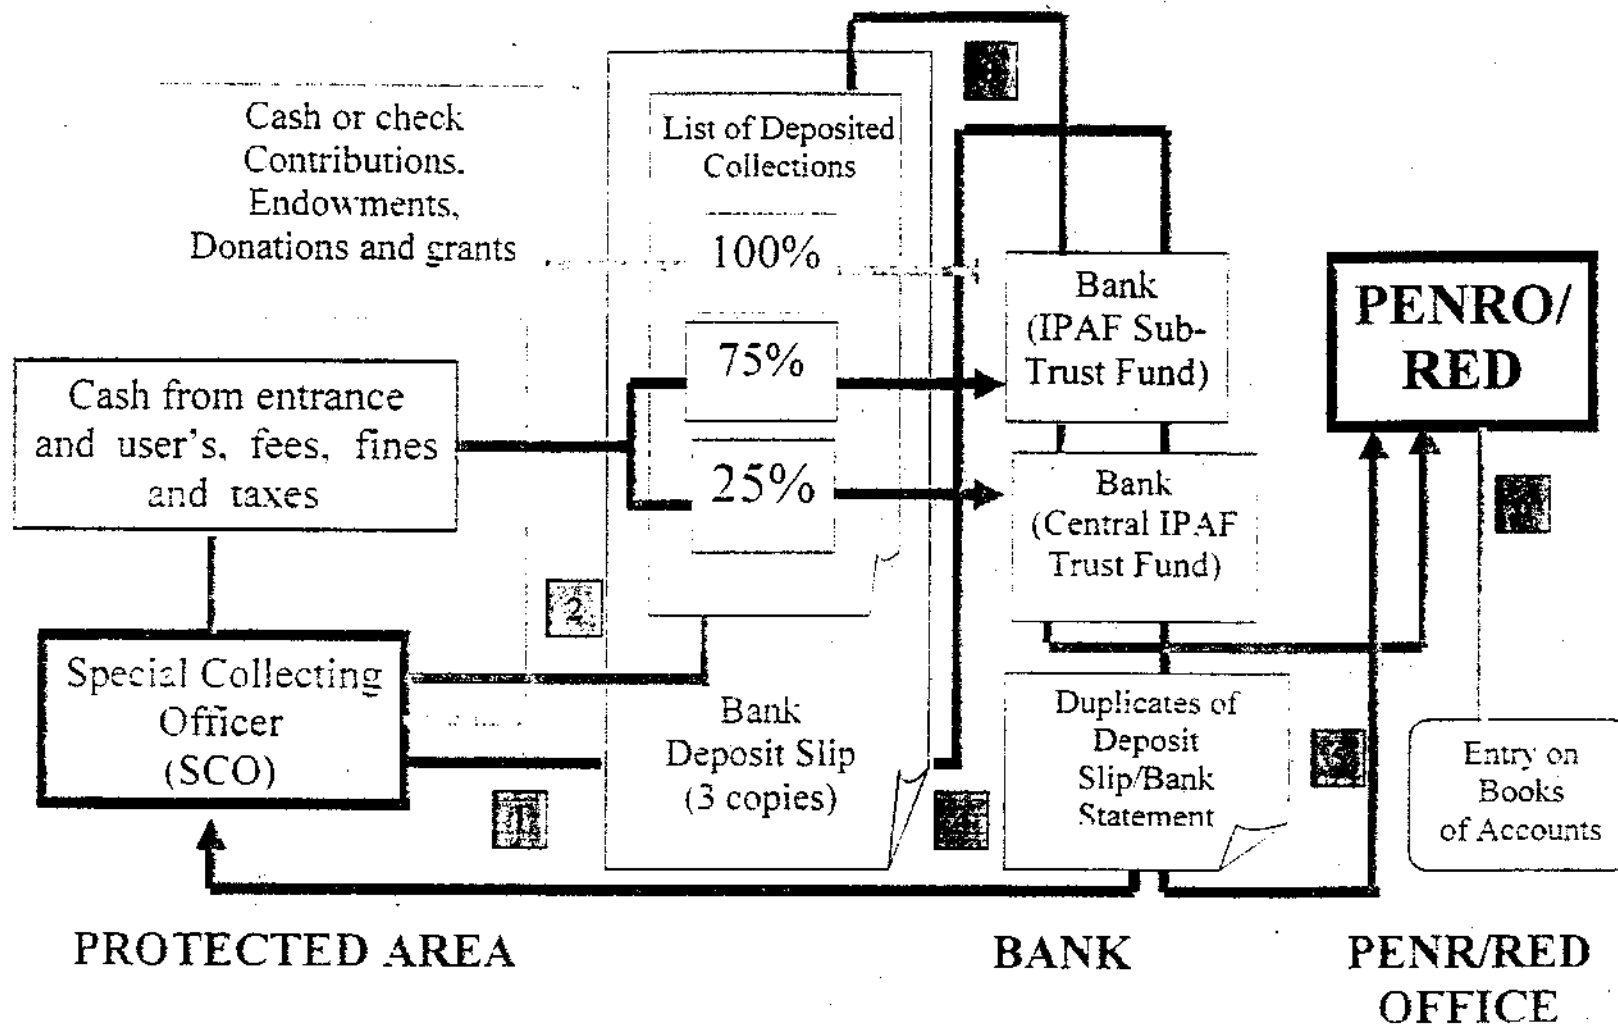 Cash or check
Contributions.
Endowments,
Donations and grants
List of Deposited
Collections
100%
75%
25%
Cash from entrance
and user's, fees, fines
and taxes
Special Collecting
Officer
(SCO)
2
1
Bank
Deposit Slip
(3 copies)
Bank
(IPAF Sub-
Trust Fund)
Bank
(Central IPAF
Trust Fund)
Duplicates of
Deposit
Slip/Bank
Statement
PENRO/
RED
Entry on
Books
of Accounts
PROTECTED AREA
BANK
PENR/RED
OFFICE